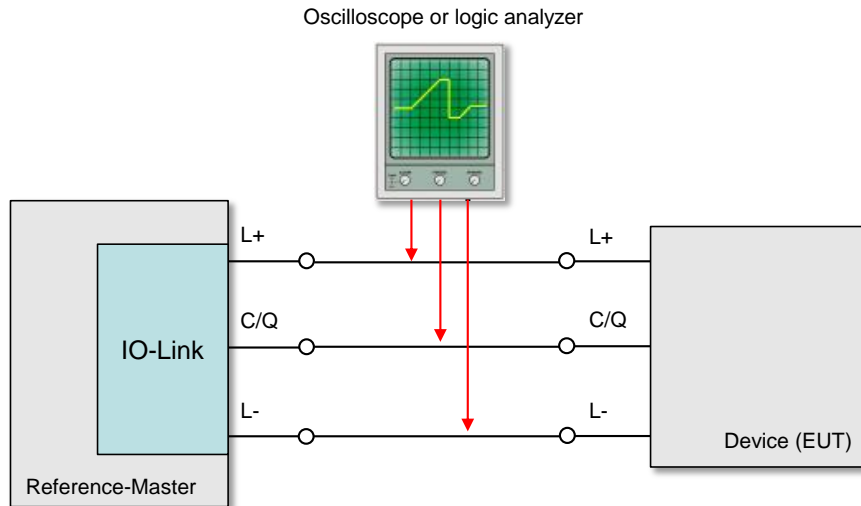 Oscilloscope or logic analyzer
L+
L+
C/Q
C/Q
IO-Link
L-
L-
Device (EUT)
Reference-Master